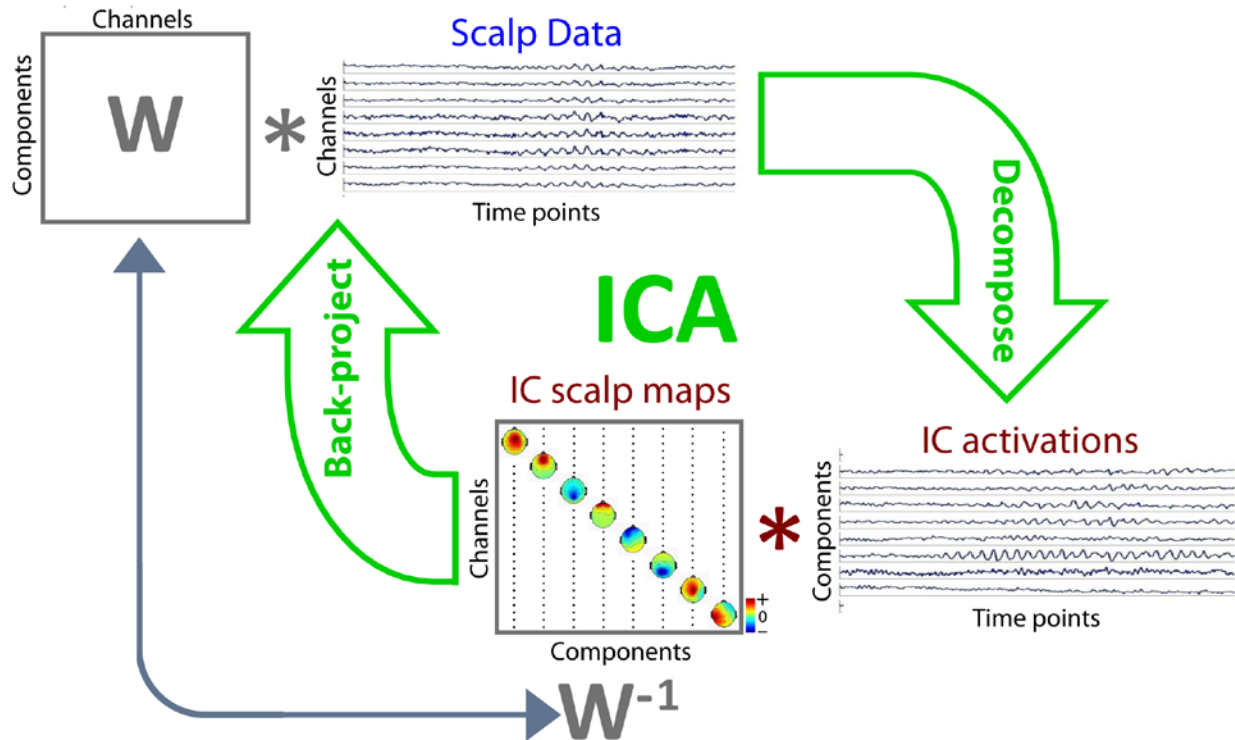 Channels
Components
W
*
Scalp Data
Channels
Time points
Decompose
Back-project
ICA
IC scalp maps
Channels
+
0
−
Components
*
IC activations
Components
Time points
W-1